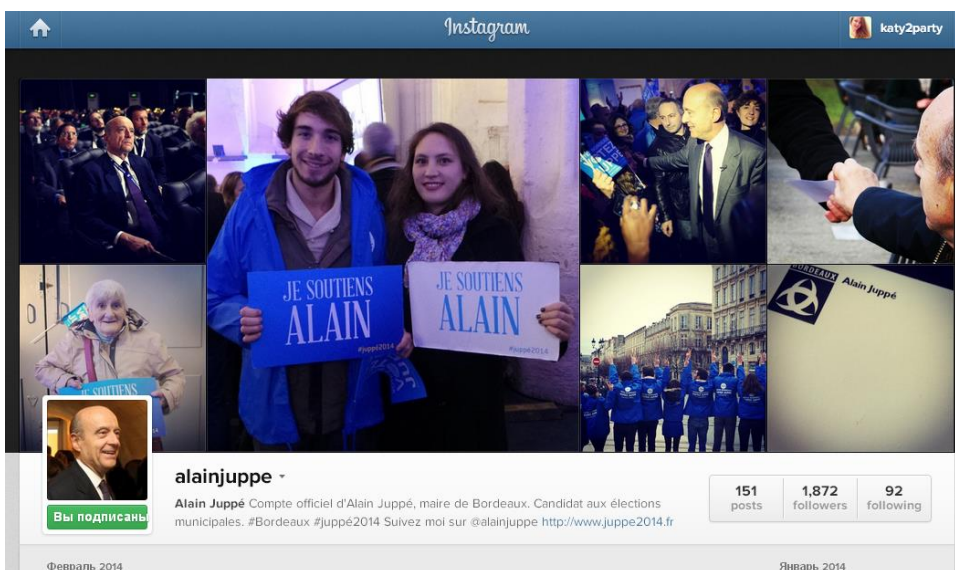 Instagram
katy2party
JE SOUTIENS
ALAIN
#juppé2014
JE SOUTIENS
ALAIN
#juppé2014
JE SOUTIENS
BORDEAUX
Alain Juppé
Вы подписаны
alainjuppe
Alain Juppé Compte officiel d'Alain Juppé, maire de Bordeaux. Candidat aux élections
municipales. #Bordeaux #juppé2014 Suivez moi sur @alainjuppe http://www.juppe2014.fr
151
posts
1,872
followers
92
following
Февраль 2014
Январь 2014